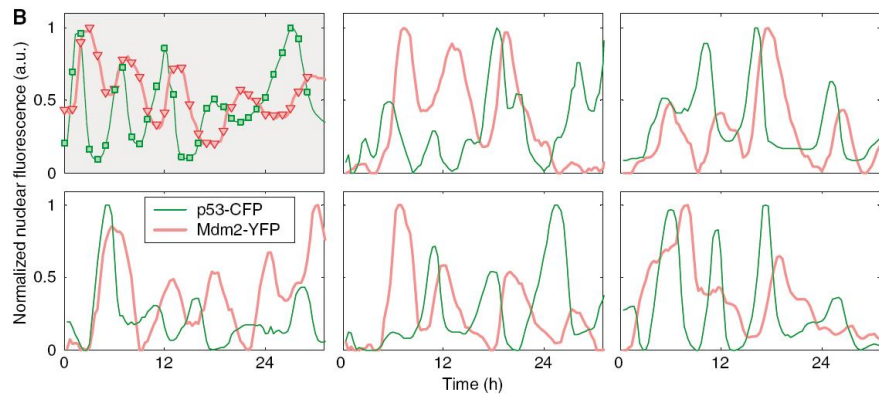 B
Normalized nuclear fluorescence (a.u.)
1
0.5
0
1
0.5
0
p53-CFP
Mdm2-YFP
0 12 24
0 12 24
0 12 24
Time (h)